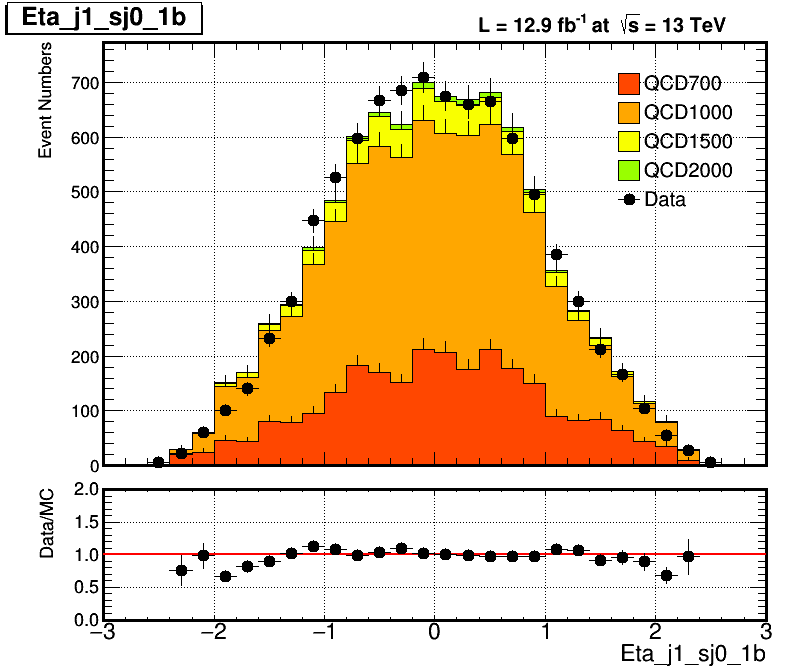 Eta_j1_sj0_1b
L = 12.9 fb⁻¹ at √s = 13 TeV
Event Numbers
700
600
500
400
300
200
100
0
QCD700
QCD1000
QCD1500
QCD2000
Data
Data/MC
2.0
1.5
1.0
0.5
0.0
−3 −2 −1 0 1 2 3
Eta_j1_sj0_1b